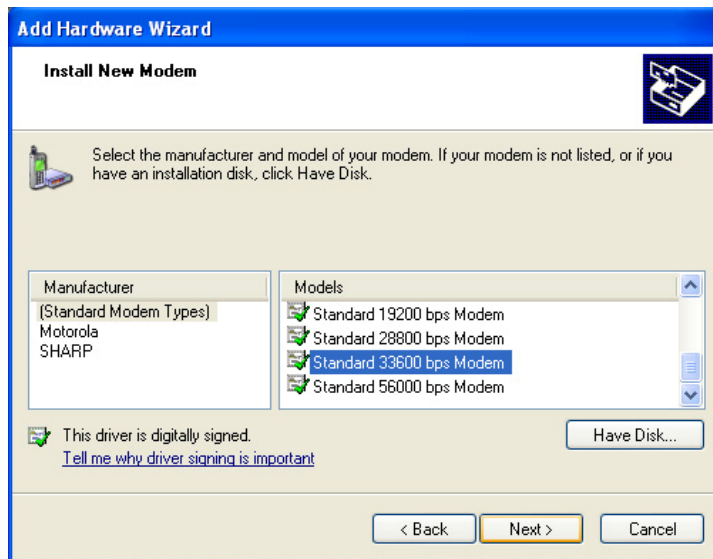 Add Hardware Wizard
Install New Modem
Select the manufacturer and model of your modem. If your modem is not listed, or if you
have an installation disk, click Have Disk.
Manufacturer
(Standard Modem Types)
Motorola
SHARP
Models
Standard 19200 bps Modem
Standard 28800 bps Modem
Standard 33600 bps Modem
Standard 56000 bps Modem
This driver is digitally signed.
Tell me why driver signing is important
Have Disk...
< Back
Next >
Cancel